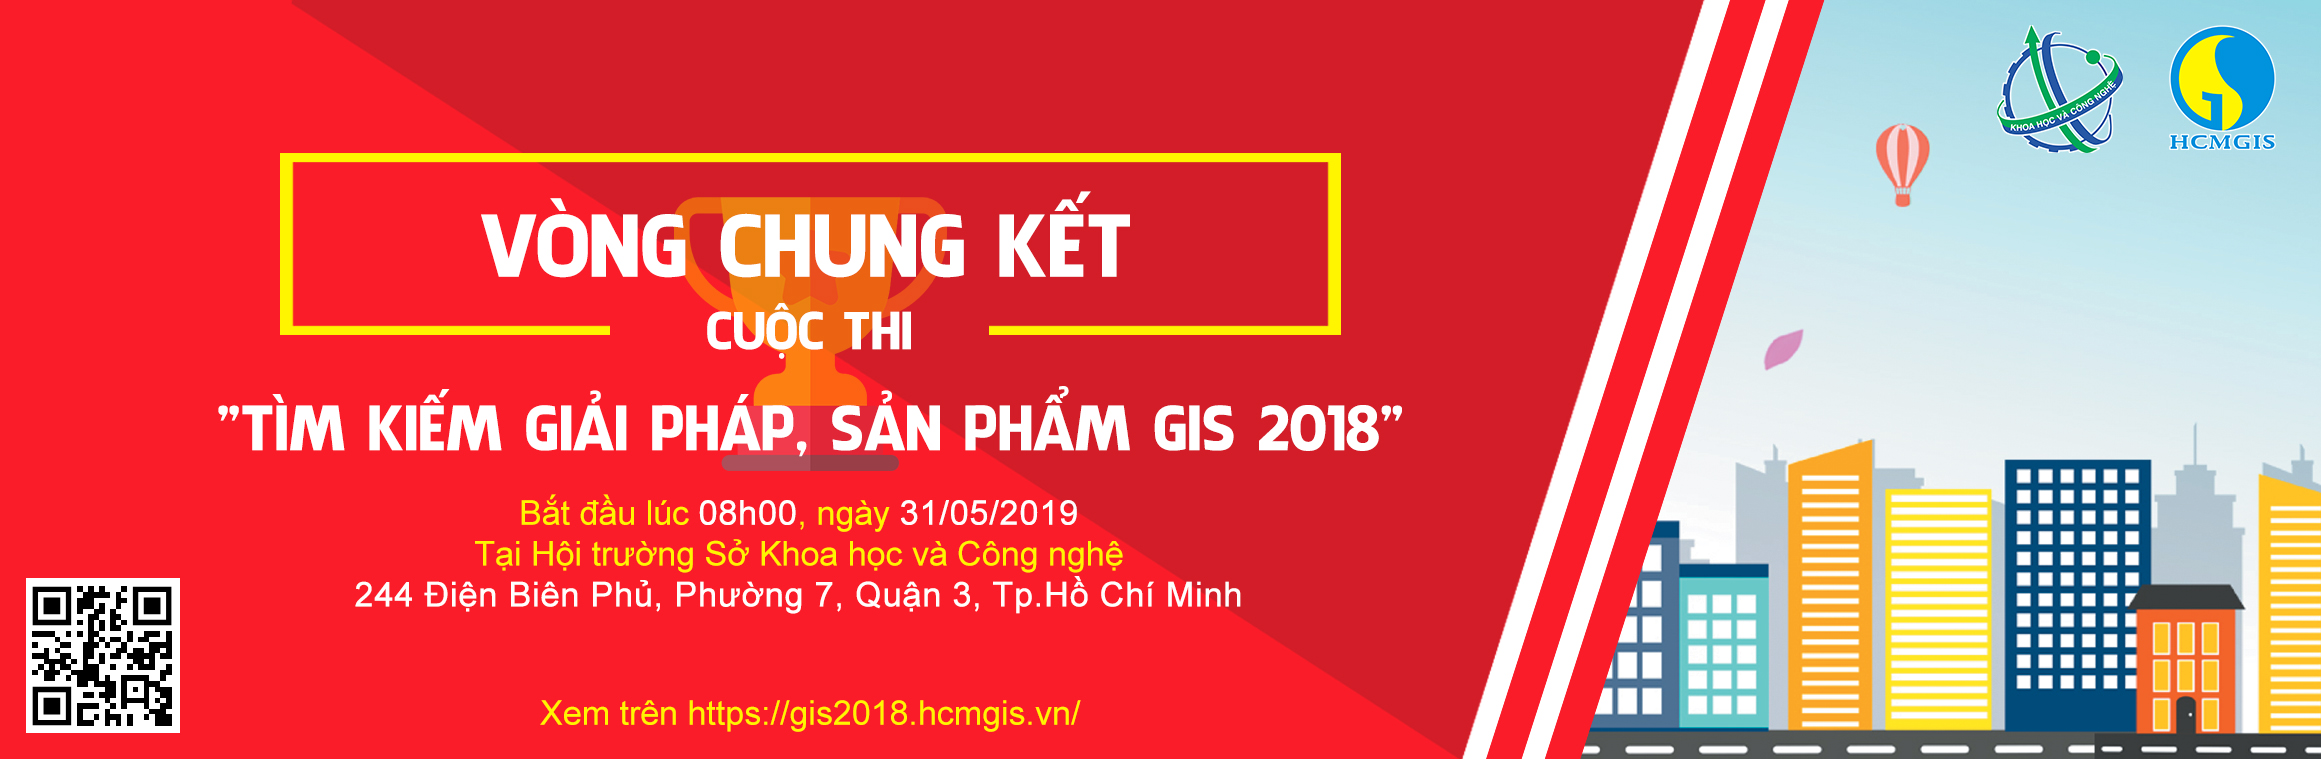 VÒNG CHUNG KẾT
CUỘC THI
"TÌM KIẾM GIẢI PHÁP, SẢN PHẨM GIS 2018"
Bắt đầu lúc 08h00, ngày 31/05/2019
Tại Hội trường Sở Khoa học và Công nghệ
244 Điện Biên Phủ, Phường 7, Quận 3, Tp.Hồ Chí Minh
Xem trên https://gis2018.hcmgis.vn/
KHOA HỌC VÀ CÔNG NGHỆ
HCMGIS